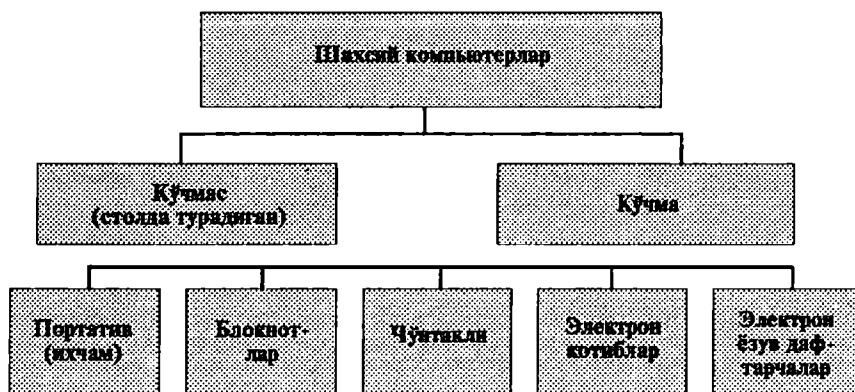 Шахсий компьютерлар
Кўчмас
(столда турадиган)
Кўчма
Портатив
(ихчам)
Блокнот-
лар
Чўнтакли
Электрон
котиблар
Электрон
ёзув даф-
тарчалар